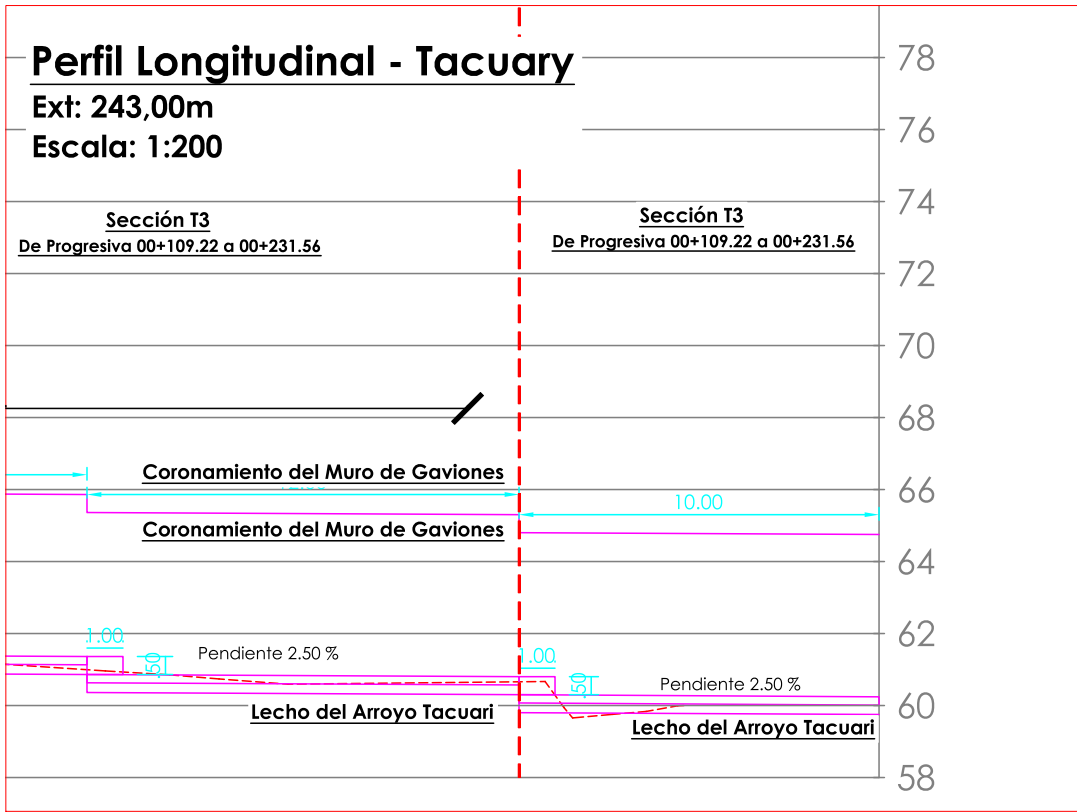 Perfil Longitudinal - Tacuary
Ext: 243,00m
Escala: 1:200
Sección T3
De Progresiva 00+109.22 a 00+231.56
Sección T3
De Progresiva 00+109.22 a 00+231.56
78
76
74
72
70
68
66
64
62
60
58
Coronamiento del Muro de Gaviones
10.00
Coronamiento del Muro de Gaviones
1.00
.50
Pendiente 2.50 %
1.00
.50
Pendiente 2.50 %
Lecho del Arroyo Tacuari
Lecho del Arroyo Tacuari